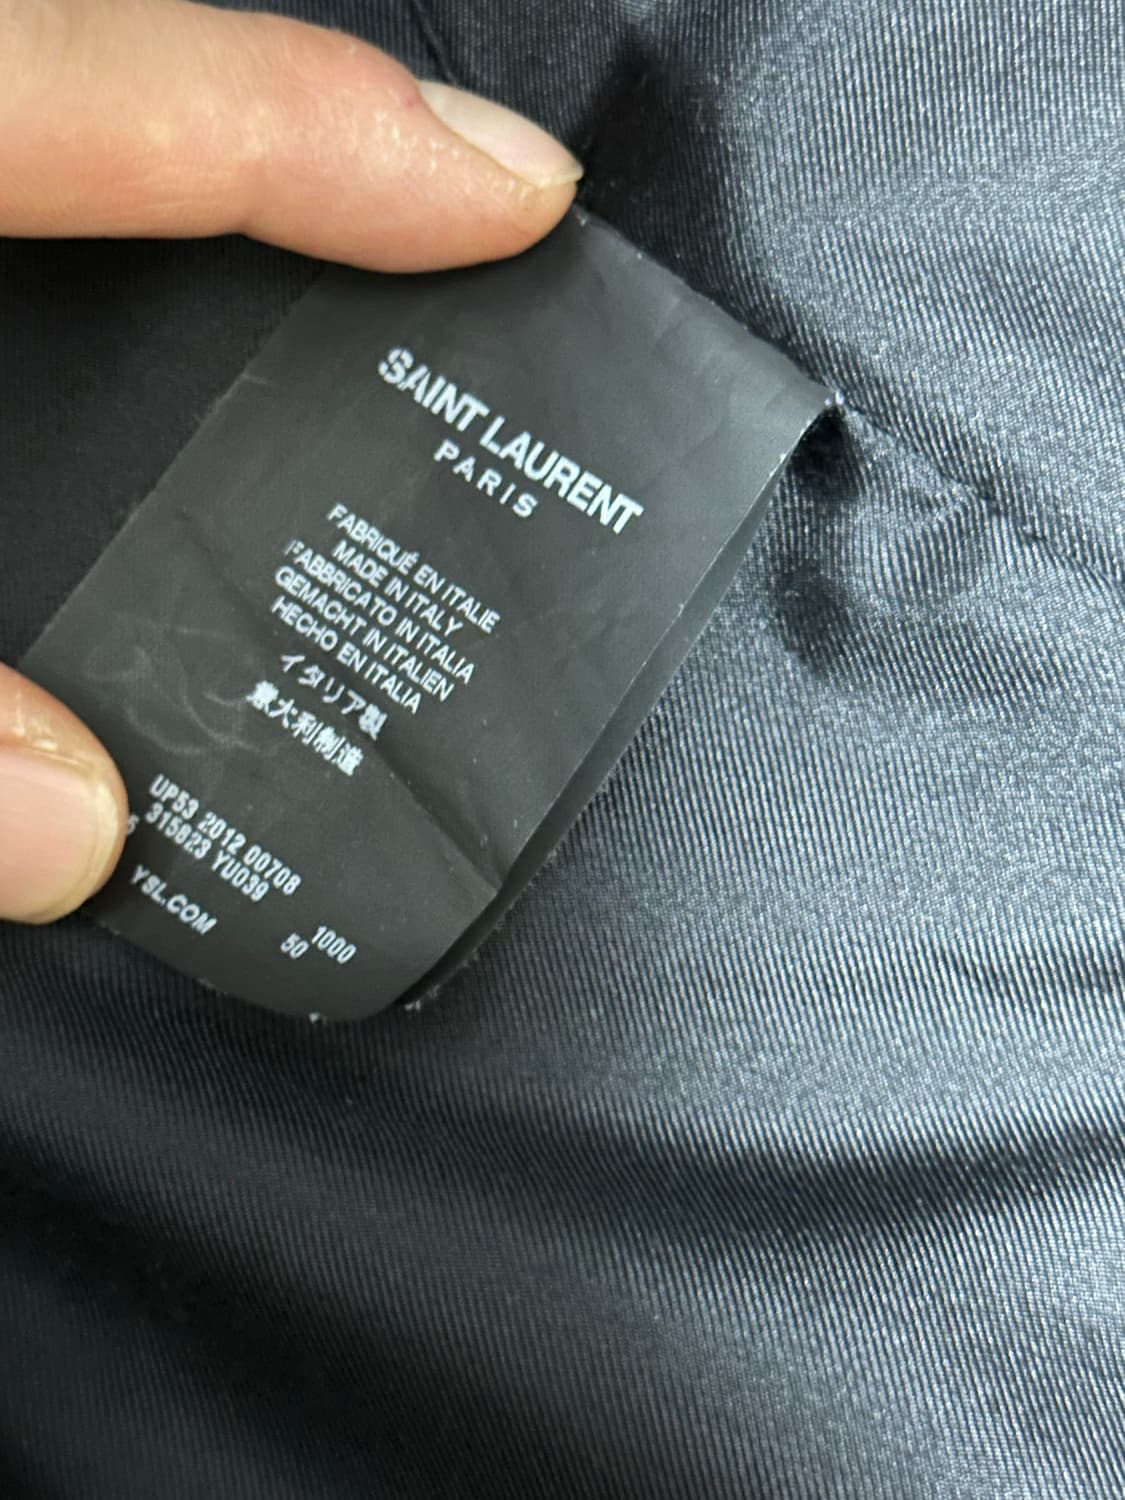 SAINT LAURENT
PARIS
FABRIQUÉ EN ITALIE
MADE IN ITALY
FABBRICATO IN ITALIA
GEMACHT IN ITALIEN
HECHO EN ITALIA
イタリア製
意大利制造
UP53 2012 00708
315823 YU039
1000
YSL.COM
50